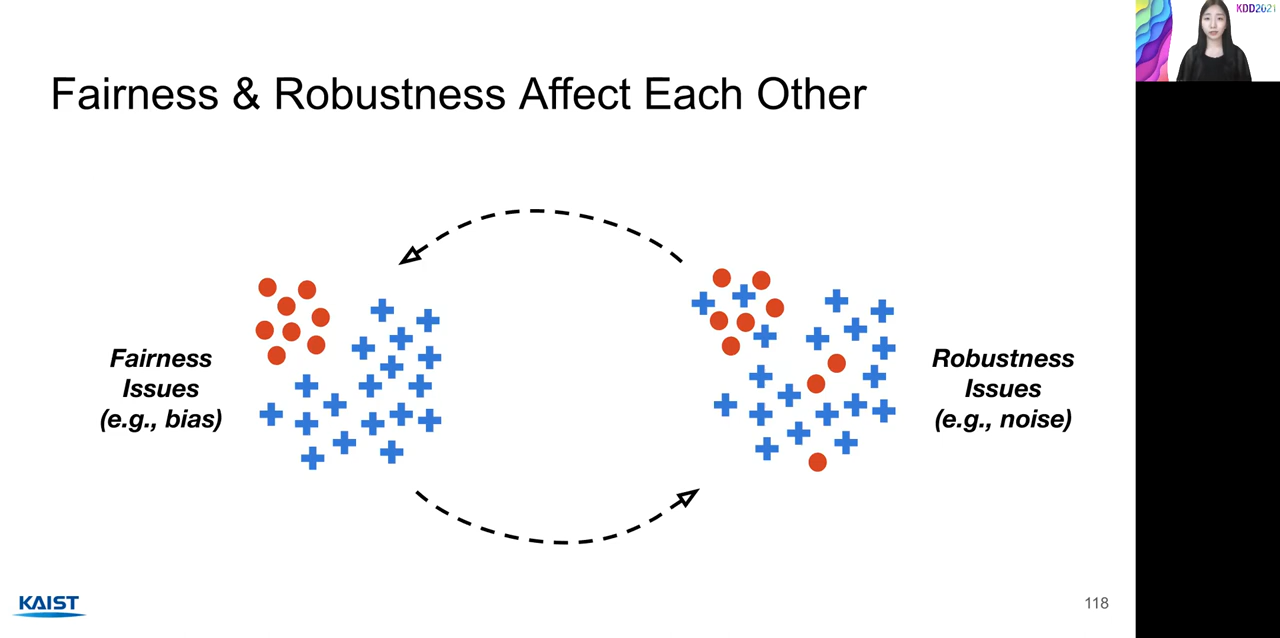 KDD2021
Fairness & Robustness Affect Each Other
Fairness
Issues
(e.g., bias)
Robustness
Issues
(e.g., noise)
KAIST
118